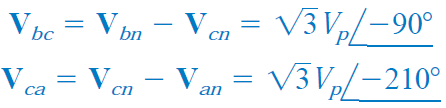 V_bc = V_bn − V_cn = √3 V_p/−90°
V_ca = V_cn − V_an = √3 V_p/−210°